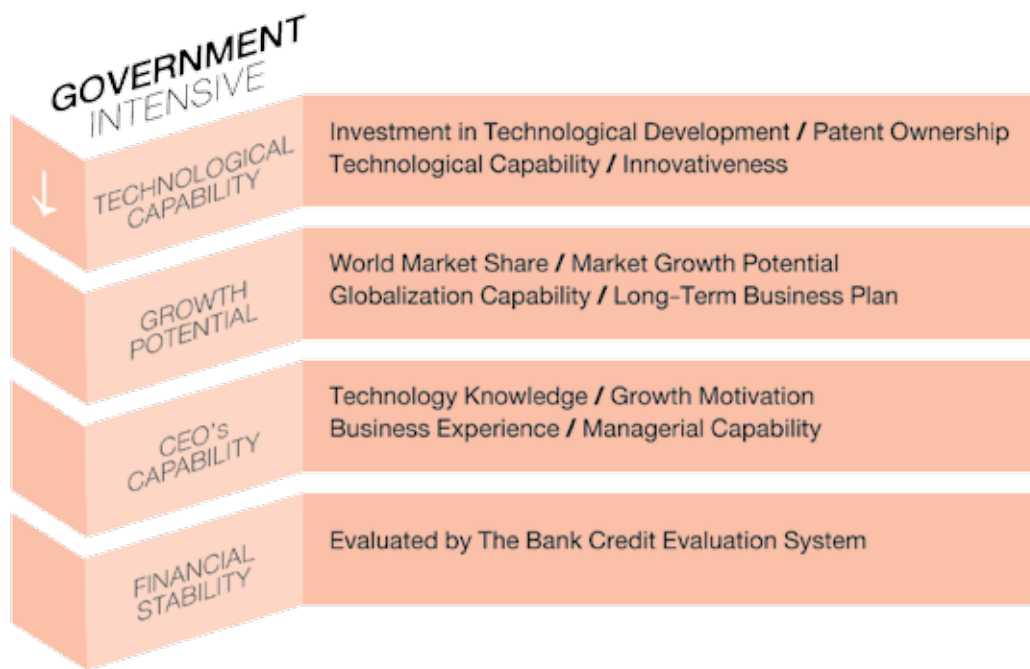 GOVERNMENT
INTENSIVE
TECHNOLOGICAL
CAPABILITY
Investment in Technological Development / Patent Ownership
Technological Capability / Innovativeness
GROWTH
POTENTIAL
World Market Share / Market Growth Potential
Globalization Capability / Long-Term Business Plan
CEO's
CAPABILITY
Technology Knowledge / Growth Motivation
Business Experience / Managerial Capability
FINANCIAL
STABILITY
Evaluated by The Bank Credit Evaluation System